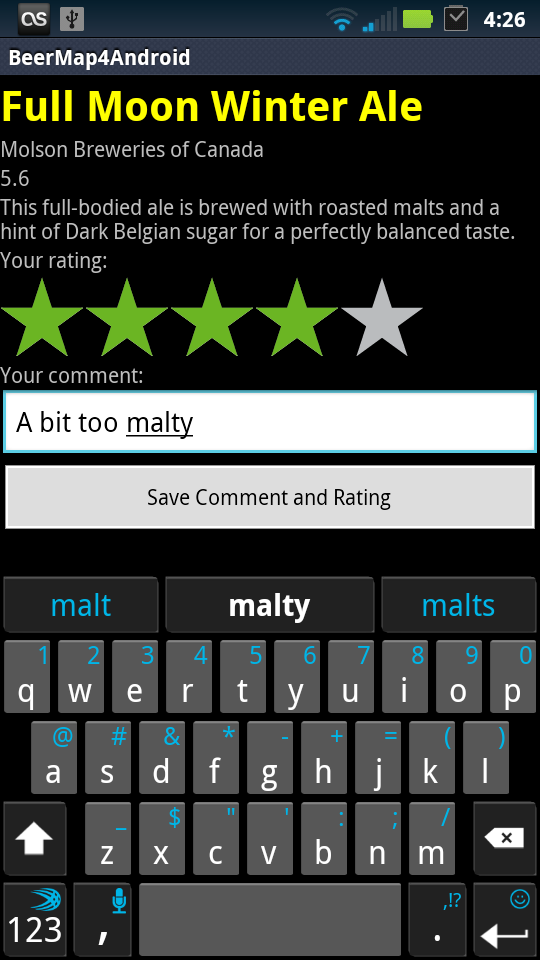 4:26
BeerMap4Android
Full Moon Winter Ale
Molson Breweries of Canada
5.6
This full-bodied ale is brewed with roasted malts and a
hint of Dark Belgian sugar for a perfectly balanced taste.
Your rating:
Your comment:
A bit too malty
Save Comment and Rating
malt malty malts
1 2 3 4 5 6 7 8 9 0
q w e r t y u i o p
@ # & * - + = ( )
a s d f g h j k l
_ $ " ' : ; /
z x c v b n m
,!?
123 , .